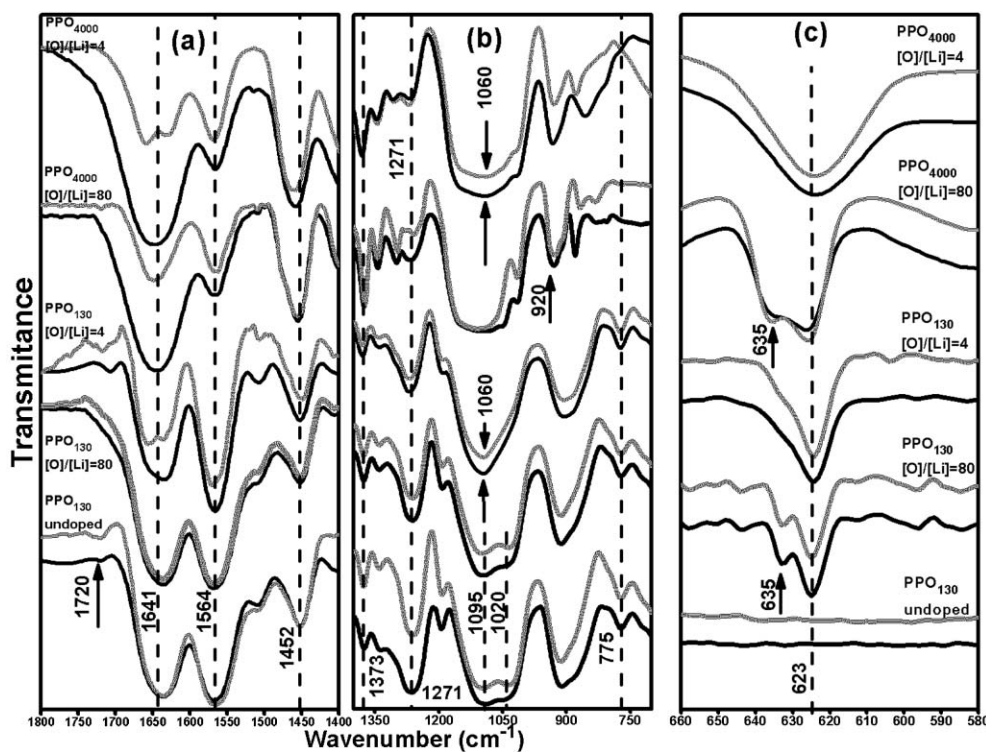 (a)
(b)
(c)
PPO4000
[O]/[Li]=4
PPO4000
[O]/[Li]=80
PPO130
[O]/[Li]=4
PPO130
[O]/[Li]=80
PPO130
undoped
1720
1641
1564
1452
1060
1271
920
1060
1095
1020
1373
1271
775
PPO4000
[O]/[Li]=4
PPO4000
[O]/[Li]=80
635
PPO130
[O]/[Li]=4
PPO130
[O]/[Li]=80
635
PPO130
undoped
623
Transmitance
1800 1750 1700 1650 1600 1550 1500 1450 1400
1350 1200 1050 900 750
660 650 640 630 620 610 600 590 580
Wavenumber (cm-1)